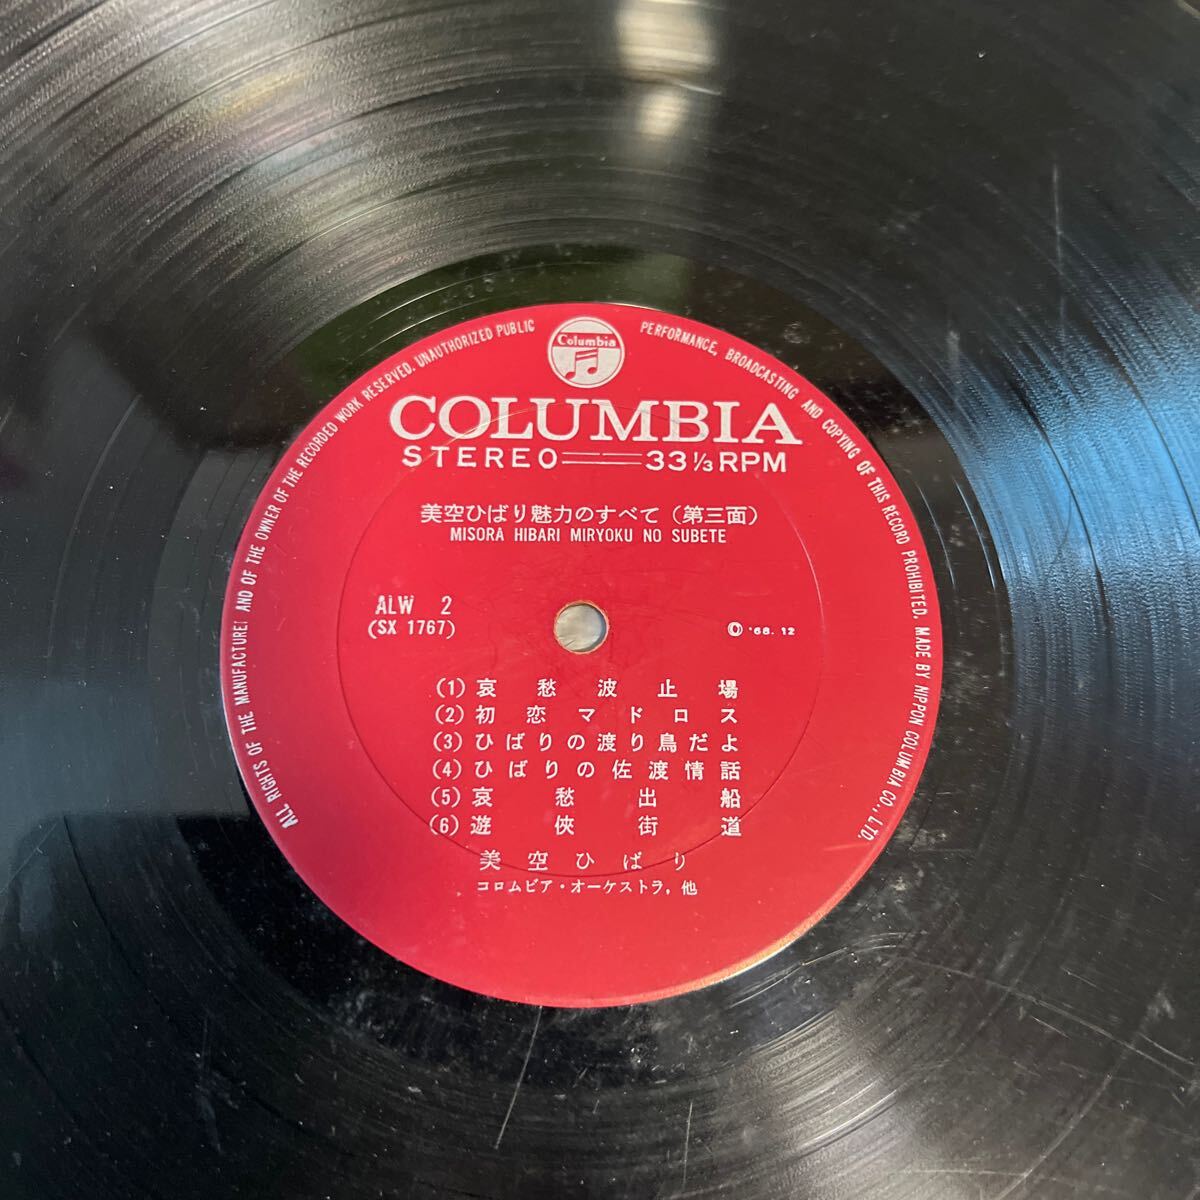 ALL RIGHTS OF THE MANUFACTURER AND OF THE OWNER OF THE RECORDED WORK RESERVED. UNAUTHORIZED PUBLIC PERFORMANCE, BROADCASTING AND COPYING OF THIS RECORD PROHIBITED. MADE BY NIPPON COLUMBIA CO., LTD.
Columbia
COLUMBIA
STEREO 33 1/3 RPM
美空ひばり魅力のすべて（第三面）
MISORA HIBARI MIRYOKU NO SUBETE
ALW 2
(SX 1767)
'68. 12
(1) 哀愁波止場
(2) 初恋マドロス
(3) ひばりの渡り鳥だよ
(4) ひばりの佐渡情話
(5) 哀愁出船
(6) 遊侠街道
美空ひばり
コロムビア・オーケストラ，他